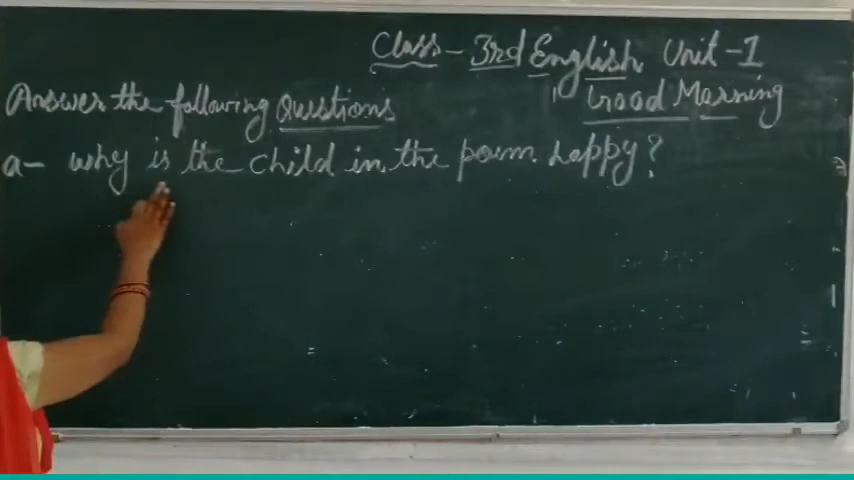 Class - 3rd English Unit - 1
Good Morning
Answer the following Questions
a - why is the child in the poem happy?